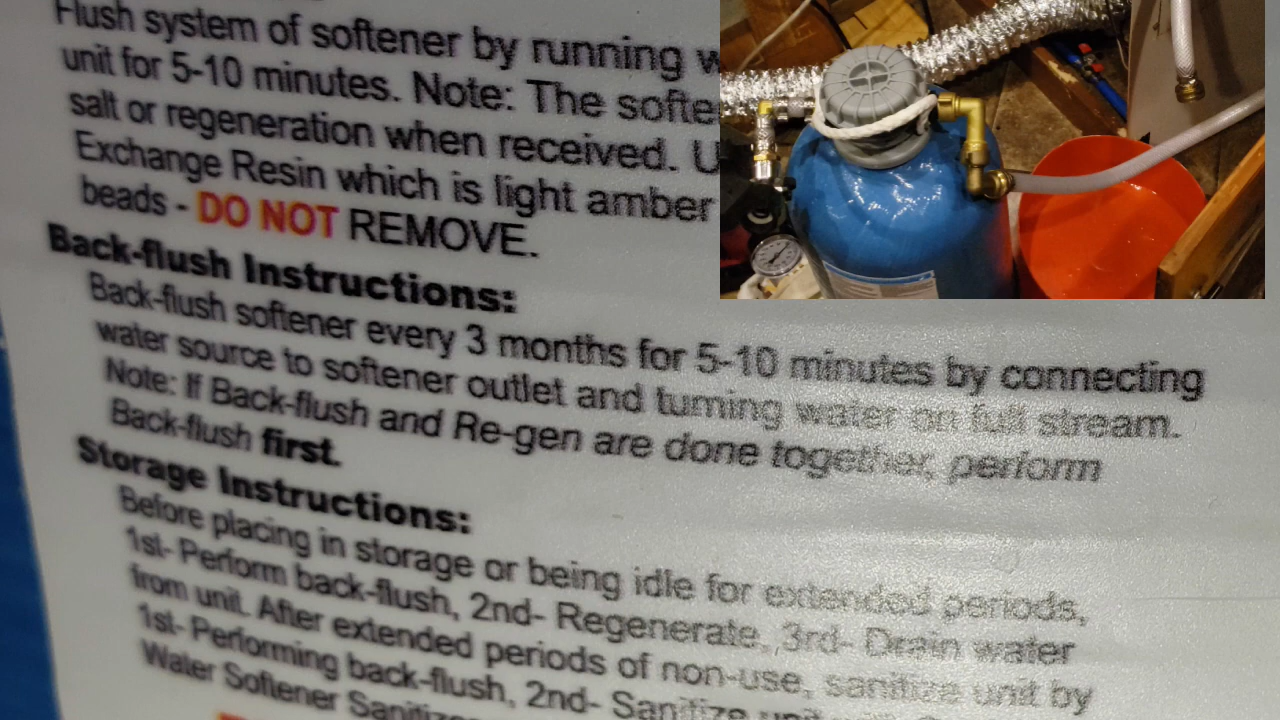 Flush system of softener by running
unit for 5-10 minutes. Note: The
salt or regeneration when received.
Exchange Resin which is light amber
beads - DO NOT REMOVE.
Back-flush Instructions:
Back-flush softener every 3 months for 5-10 minutes by connecting
water source to softener outlet and turning water on full stream.
Note: If Back-flush and Re-gen are done together, perform
Back-flush first.
Storage Instructions:
Before placing in storage or being idle for extended periods,
1st- Perform back-flush, 2nd- Regenerate, 3rd- Drain water
from unit. After extended periods of non-use, sanitize unit by
1st- Performing back-flush, 2nd- Sanitize unit
Water Softener